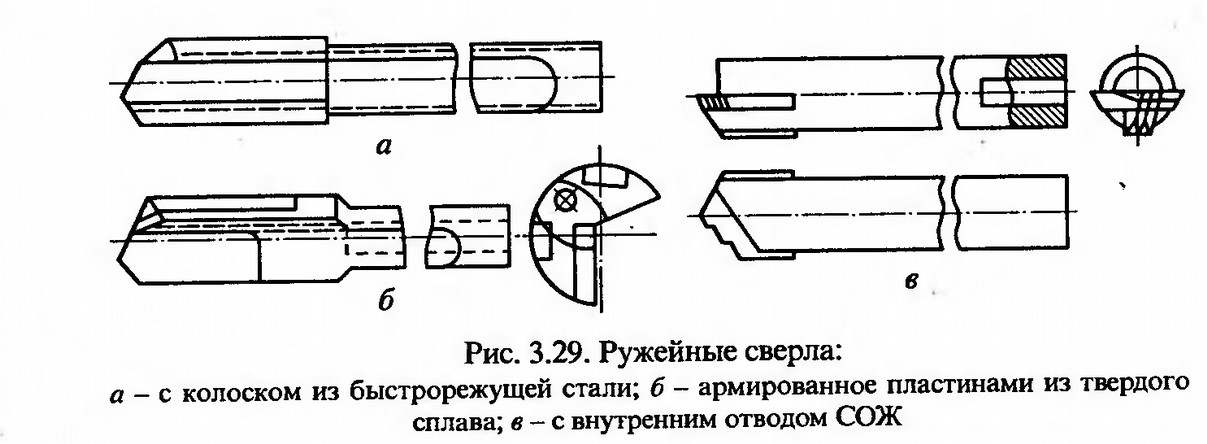 а
б
в
Рис. 3.29. Ружейные сверла:
а – с колоском из быстрорежущей стали; б – армированное пластинами из твердого
сплава; в – с внутренним отводом СОЖ